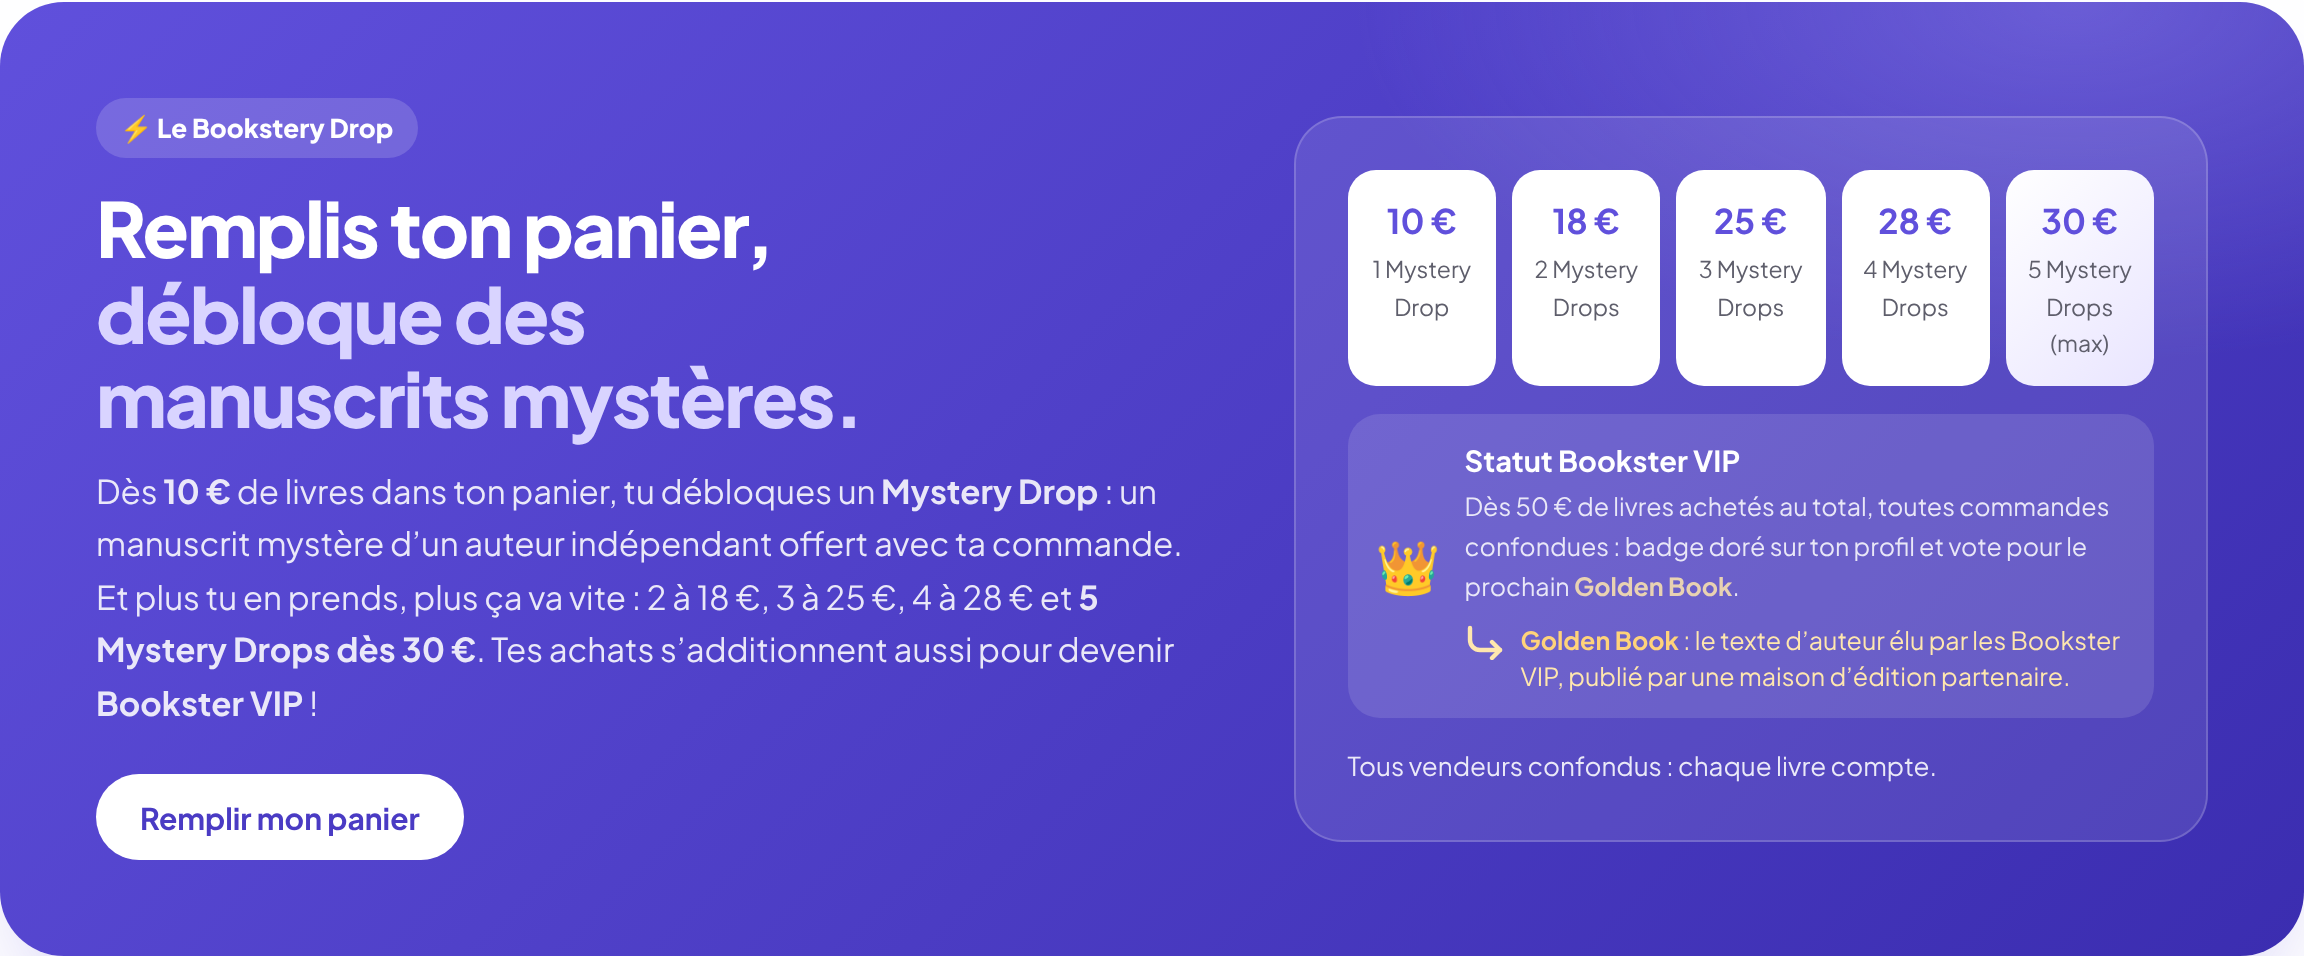 ⚡ Le Bookstery Drop
Remplis ton panier,
débloque des
manuscrits mystères.
Dès 10 € de livres dans ton panier, tu débloques un Mystery Drop : un
manuscrit mystère d’un auteur indépendant offert avec ta commande.
Et plus tu en prends, plus ça va vite : 2 à 18 €, 3 à 25 €, 4 à 28 € et 5
Mystery Drops dès 30 €. Tes achats s’additionnent aussi pour devenir
Bookster VIP !
Remplir mon panier
10 €
1 Mystery
Drop
18 €
2 Mystery
Drops
25 €
3 Mystery
Drops
28 €
4 Mystery
Drops
30 €
5 Mystery
Drops
(max)
Statut Bookster VIP
Dès 50 € de livres achetés au total, toutes commandes
confondues : badge doré sur ton profil et vote pour le
prochain Golden Book.
Golden Book : le texte d’auteur élu par les Bookster
VIP, publié par une maison d’édition partenaire.
Tous vendeurs confondus : chaque livre compte.